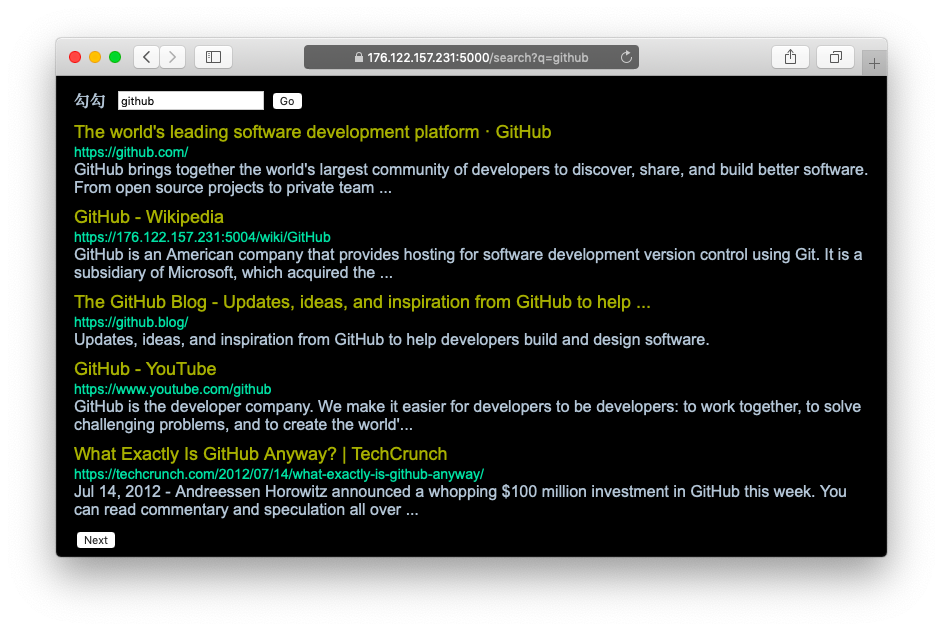 176.122.157.231:5000/search?q=github
勾勾 github Go
The world's leading software development platform · GitHub
https://github.com/
GitHub brings together the world's largest community of developers to discover, share, and build better software.
From open source projects to private team ...
GitHub - Wikipedia
https://176.122.157.231:5004/wiki/GitHub
GitHub is an American company that provides hosting for software development version control using Git. It is a
subsidiary of Microsoft, which acquired the ...
The GitHub Blog - Updates, ideas, and inspiration from GitHub to help ...
https://github.blog/
Updates, ideas, and inspiration from GitHub to help developers build and design software.
GitHub - YouTube
https://www.youtube.com/github
GitHub is the developer company. We make it easier for developers to be developers: to work together, to solve
challenging problems, and to create the world'...
What Exactly Is GitHub Anyway? | TechCrunch
https://techcrunch.com/2012/07/14/what-exactly-is-github-anyway/
Jul 14, 2012 - Andreessen Horowitz announced a whopping $100 million investment in GitHub this week. You
can read commentary and speculation all over ...
Next